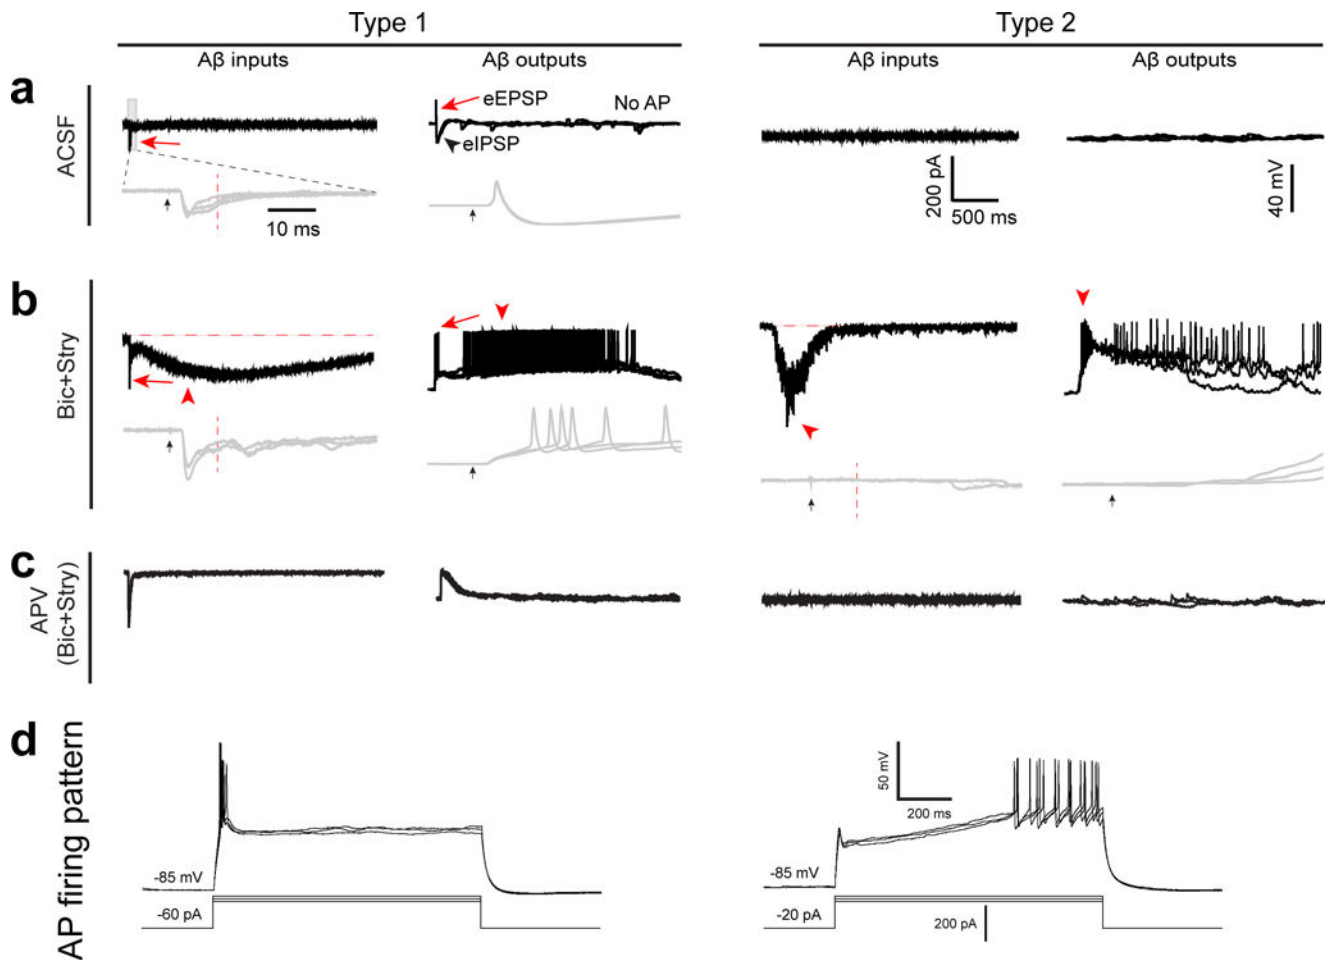 Type 1
Type 2
Aβ inputs
Aβ outputs
Aβ inputs
Aβ outputs
a
ACSF
eEPSP
No AP
eIPSP
10 ms
200 pA
500 ms
40 mV
b
Bic+Stry
c
APV
(Bic+Stry)
d
AP firing pattern
-85 mV
-60 pA
50 mV
200 ms
-85 mV
-20 pA
200 pA